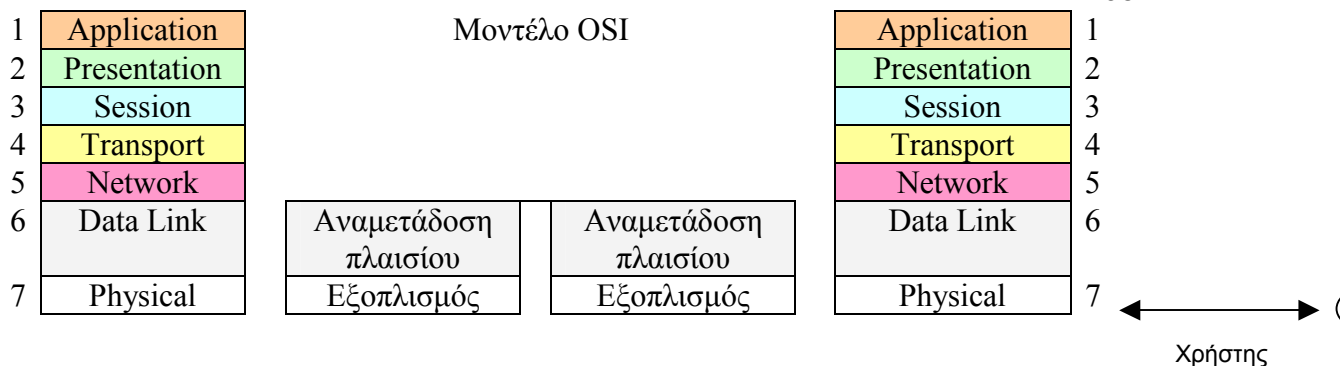 1 Application Μοντέλο OSI Application 1
2 Presentation Presentation 2
3 Session Session 3
4 Transport Transport 4
5 Network Network 5
6 Data Link Αναμετάδοση Αναμετάδοση Data Link 6
πλαισίου πλαισίου
7 Physical Εξοπλισμός Εξοπλισμός Physical 7
Χρήστης